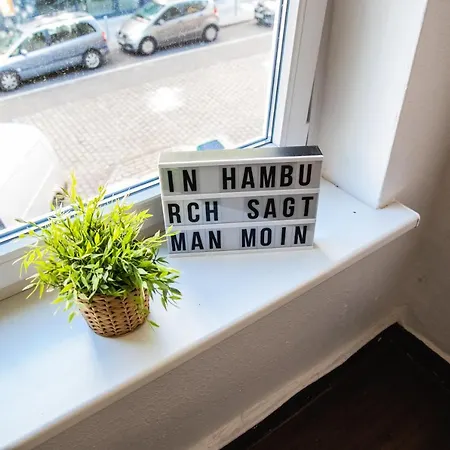 IN HAMBU
RCH SAGT
MAN MOIN